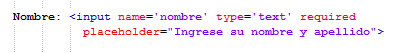 Nombre: <input name='nombre' type='text' required
placeholder="Ingrese su nombre y apellido">